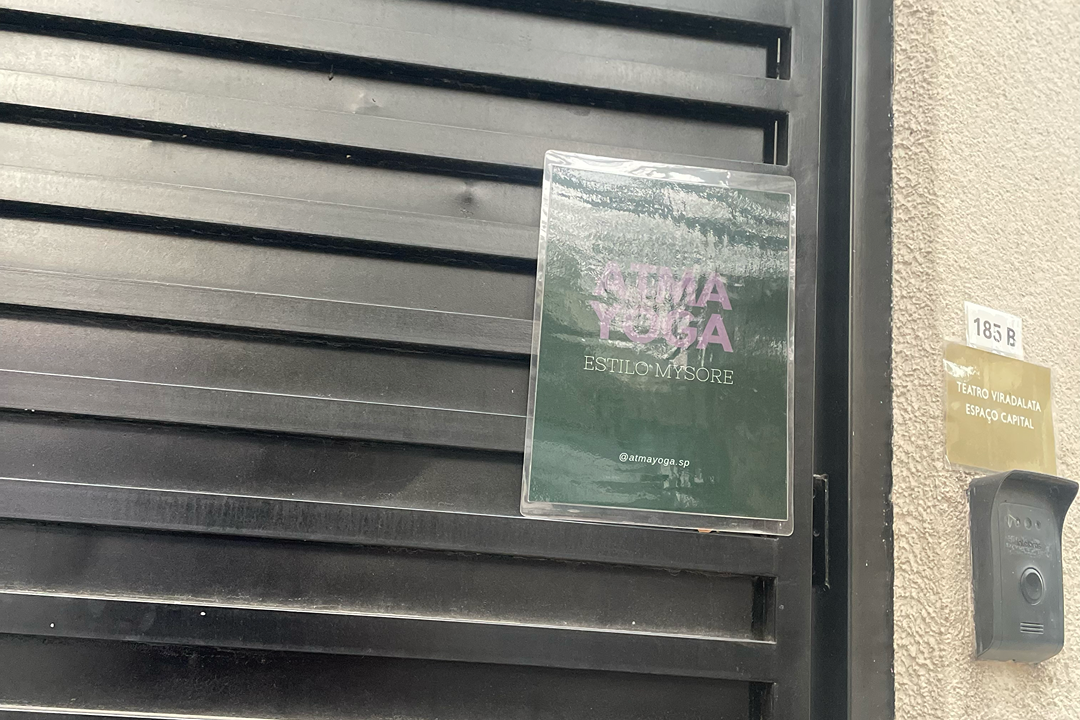 ATMA
YOGA
ESTILO MYSORE
@atmayoga.sp
185 B
TEATRO VIRADALATA
ESPAÇO CAPITAL